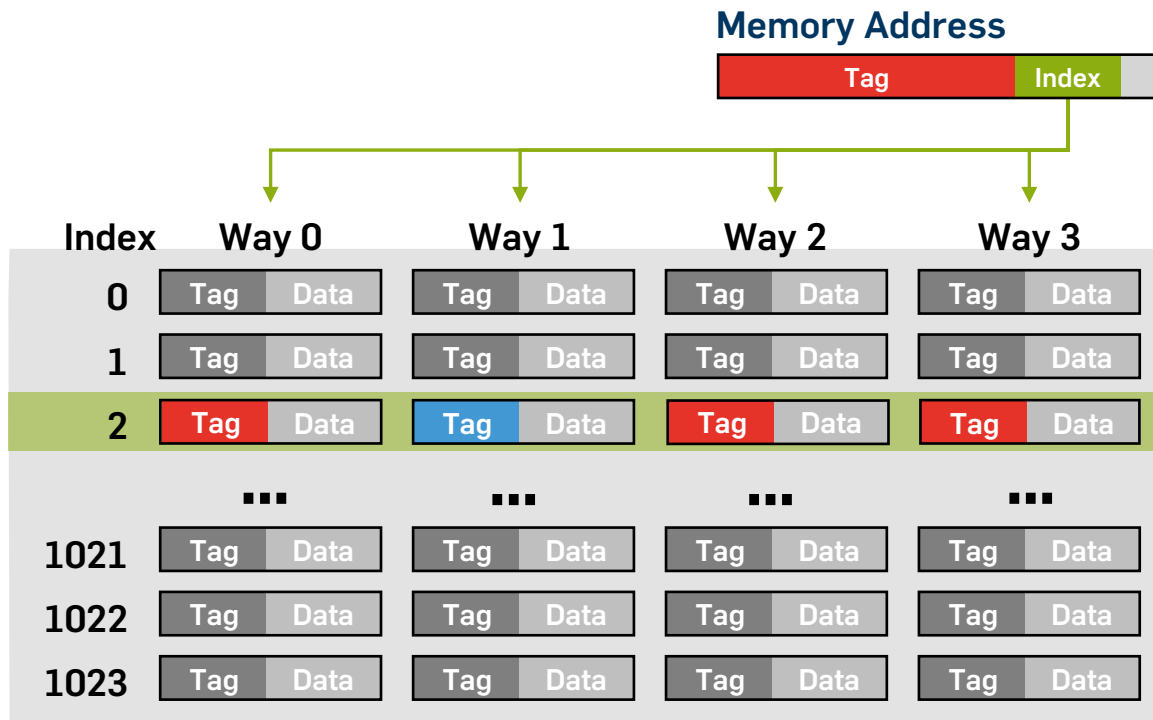 Memory Address
Tag Index
Index Way 0 Way 1 Way 2 Way 3
0 Tag Data Tag Data Tag Data Tag Data
1 Tag Data Tag Data Tag Data Tag Data
2 Tag Data Tag Data Tag Data Tag Data
... ... ... ...
1021 Tag Data Tag Data Tag Data Tag Data
1022 Tag Data Tag Data Tag Data Tag Data
1023 Tag Data Tag Data Tag Data Tag Data